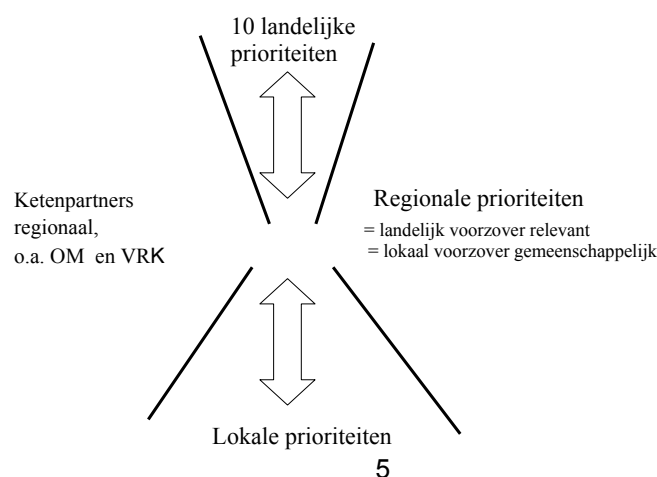 10 landelijke
prioriteiten
Ketenpartners
regionaal,
o.a. OM en VRK
Regionale prioriteiten
= landelijk voorzover relevant
= lokaal voorzover gemeenschappelijk
Lokale prioriteiten
5